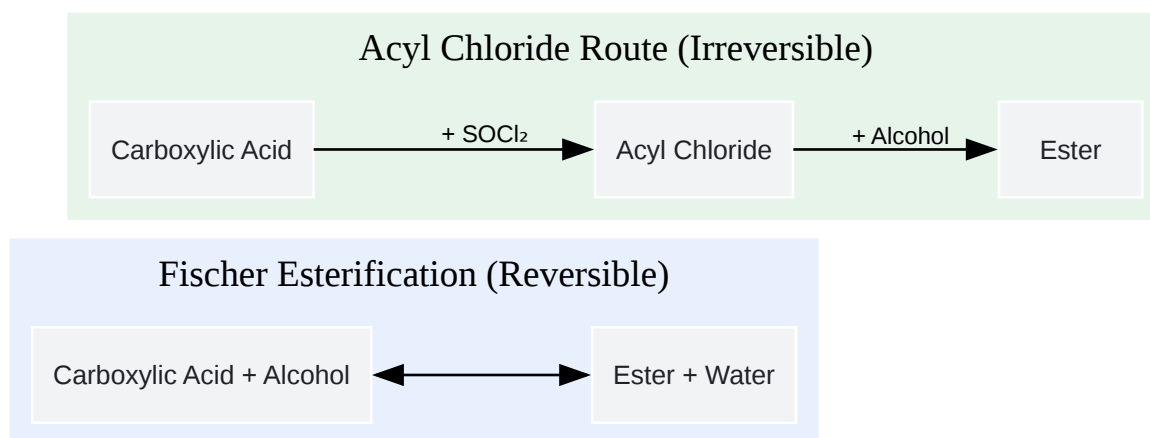 Acyl Chloride Route (Irreversible)
Carboxylic Acid
+ SOCl₂
Acyl Chloride
+ Alcohol
Ester
Fischer Esterification (Reversible)
Carboxylic Acid + Alcohol
Ester + Water